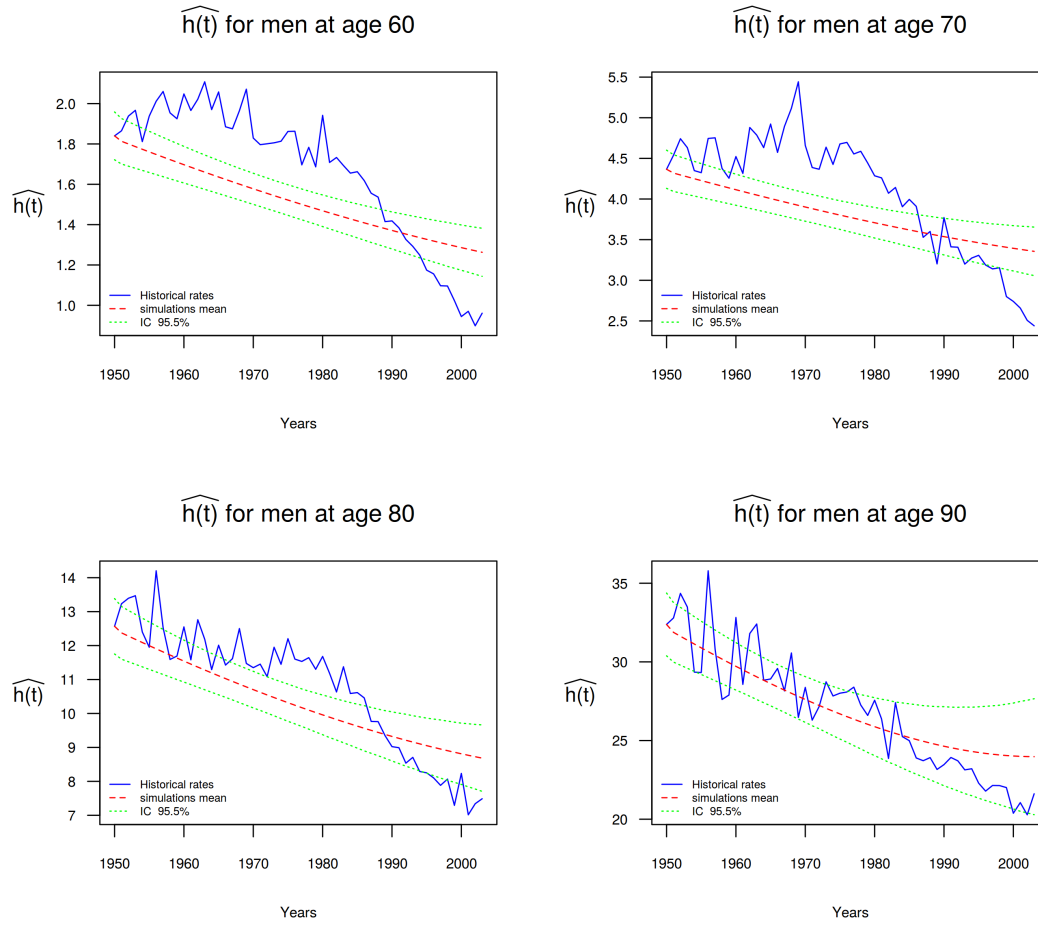 h(t) for men at age 60
2.0
1.8
1.6
1.4
1.2
1.0
h(t)
Historical rates
simulations mean
IC 95.5%
1950 1960 1970 1980 1990 2000
Years
h(t) for men at age 70
5.5
5.0
4.5
4.0
3.5
3.0
2.5
h(t)
Historical rates
simulations mean
IC 95.5%
1950 1960 1970 1980 1990 2000
Years
h(t) for men at age 80
14
13
12
11
10
9
8
7
h(t)
Historical rates
simulations mean
IC 95.5%
1950 1960 1970 1980 1990 2000
Years
h(t) for men at age 90
35
30
25
20
h(t)
Historical rates
simulations mean
IC 95.5%
1950 1960 1970 1980 1990 2000
Years